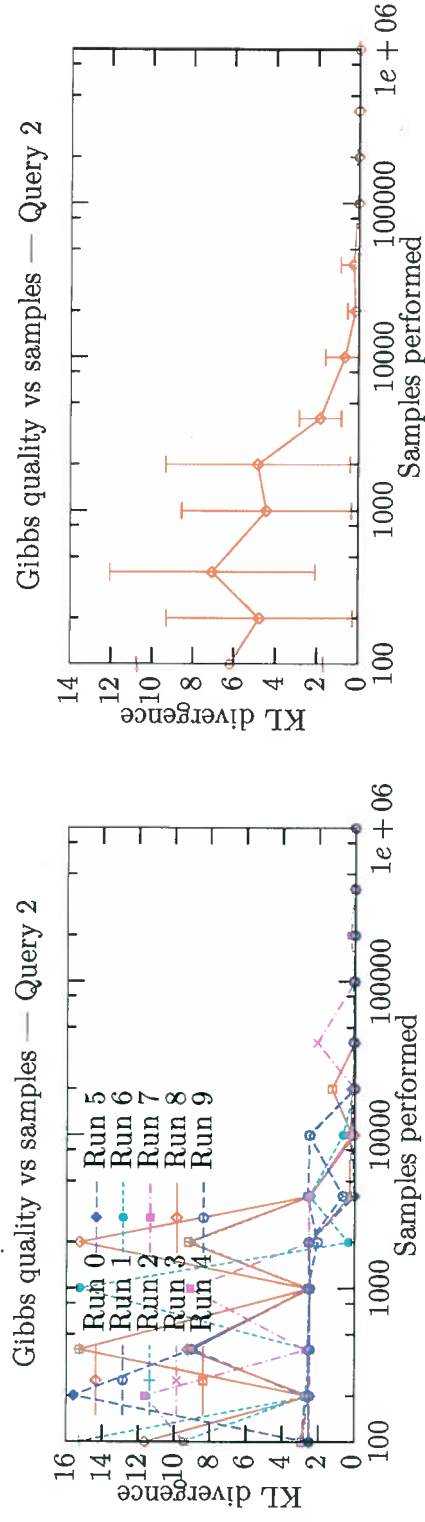 Gibbs quality vs samples — Query 2
16
14
12
10
8
6
4
2
0
KL divergence
Run 0
Run 1
Run 2
Run 3
Run 4
Run 5
Run 6
Run 7
Run 8
Run 9
100
1000
10000
100000
1e + 06
Samples performed
Gibbs quality vs samples — Query 2
14
12
10
8
6
4
2
0
KL divergence
100
1000
10000
100000
1e + 06
Samples performed